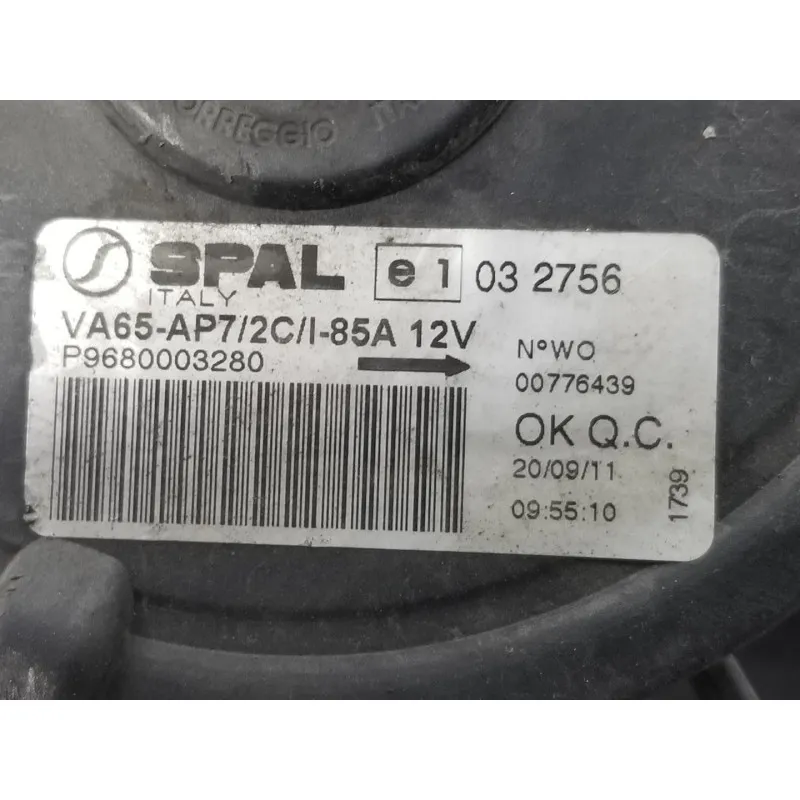 CORREGGIO
SPAL
ITALY
e 1 03 2756
VA65-AP7/2C/I-85A 12V
P9680003280
N°WO
00776439
OK Q.C.
20/09/11
09:55:10
1739